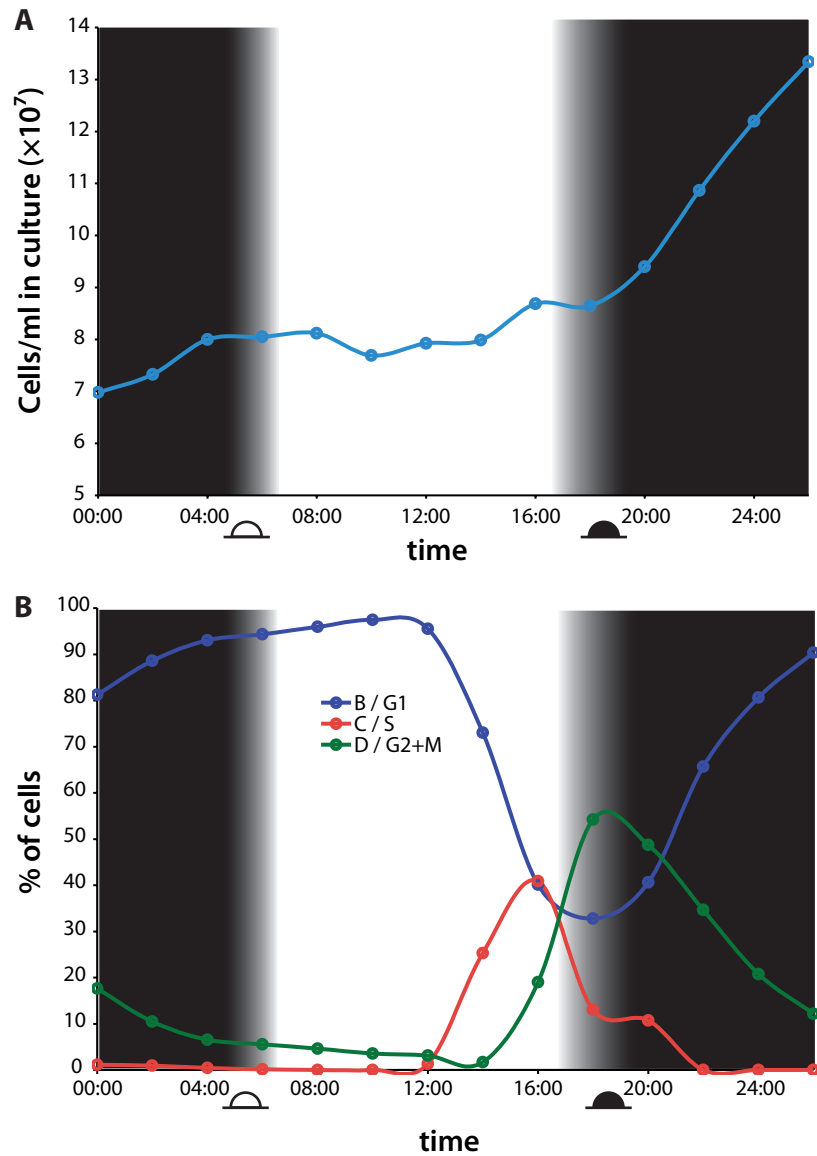 A
Cells/ml in culture (×10⁷)
14
13
12
11
10
9
8
7
6
5
00:00 04:00 08:00 12:00 16:00 20:00 24:00
time
B
% of cells
100
90
80
70
60
50
40
30
20
10
0
B / G1
C / S
D / G2+M
00:00 04:00 08:00 12:00 16:00 20:00 24:00
time